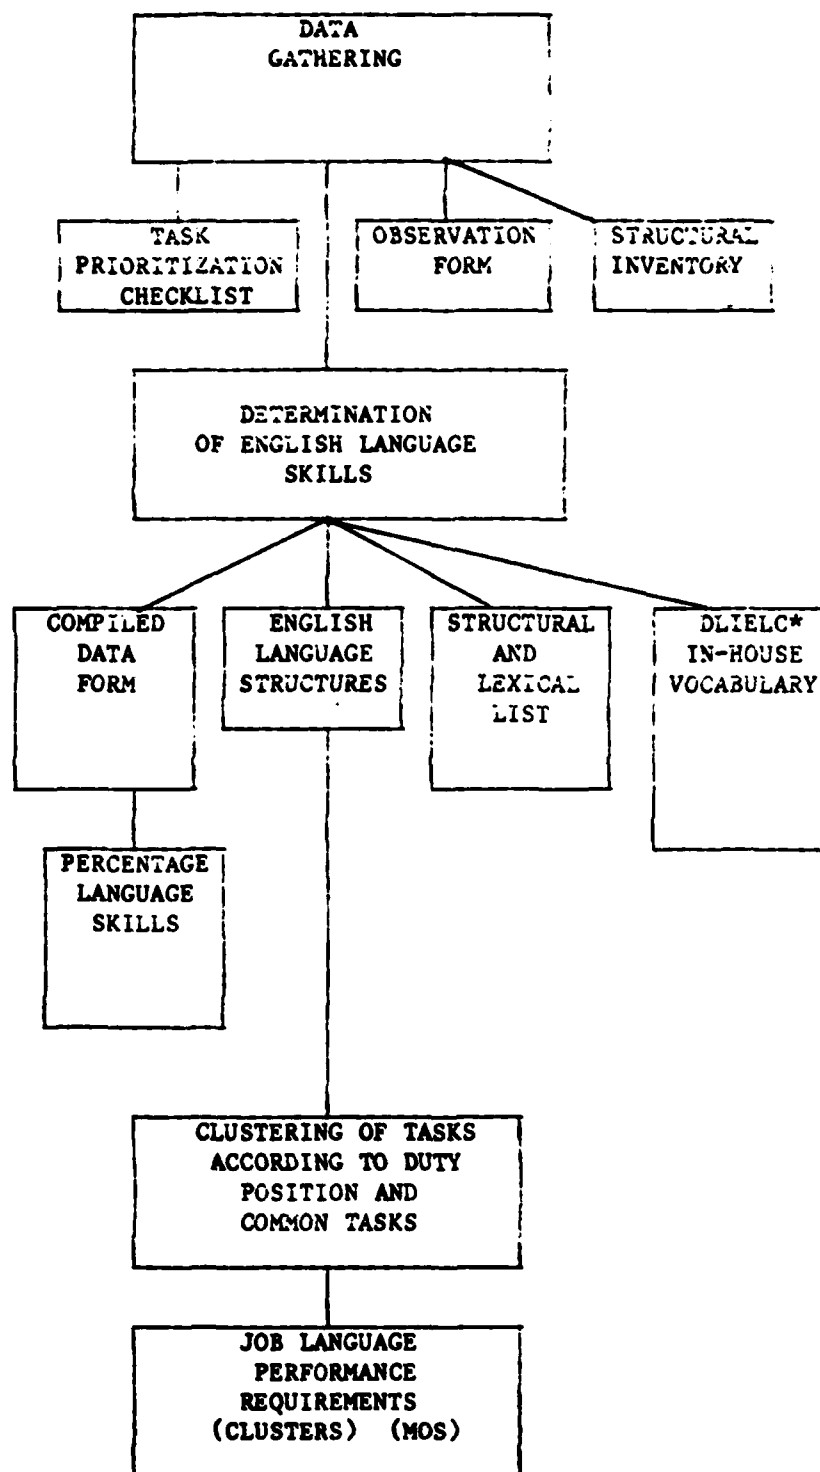 DATA
GATHERING
TASK
PRIORITIZATION
CHECKLIST
OBSERVATION
FORM
STRUCTURAL
INVENTORY
DETERMINATION
OF ENGLISH LANGUAGE
SKILLS
COMPILED
DATA
FORM
ENGLISH
LANGUAGE
STRUCTURES
STRUCTURAL
AND
LEXICAL
LIST
DLIELC*
IN-HOUSE
VOCABULARY
PERCENTAGE
LANGUAGE
SKILLS
CLUSTERING OF TASKS
ACCORDING TO DUTY
POSITION AND
COMMON TASKS
JOB LANGUAGE
PERFORMANCE
REQUIREMENTS
(CLUSTERS) (MOS)